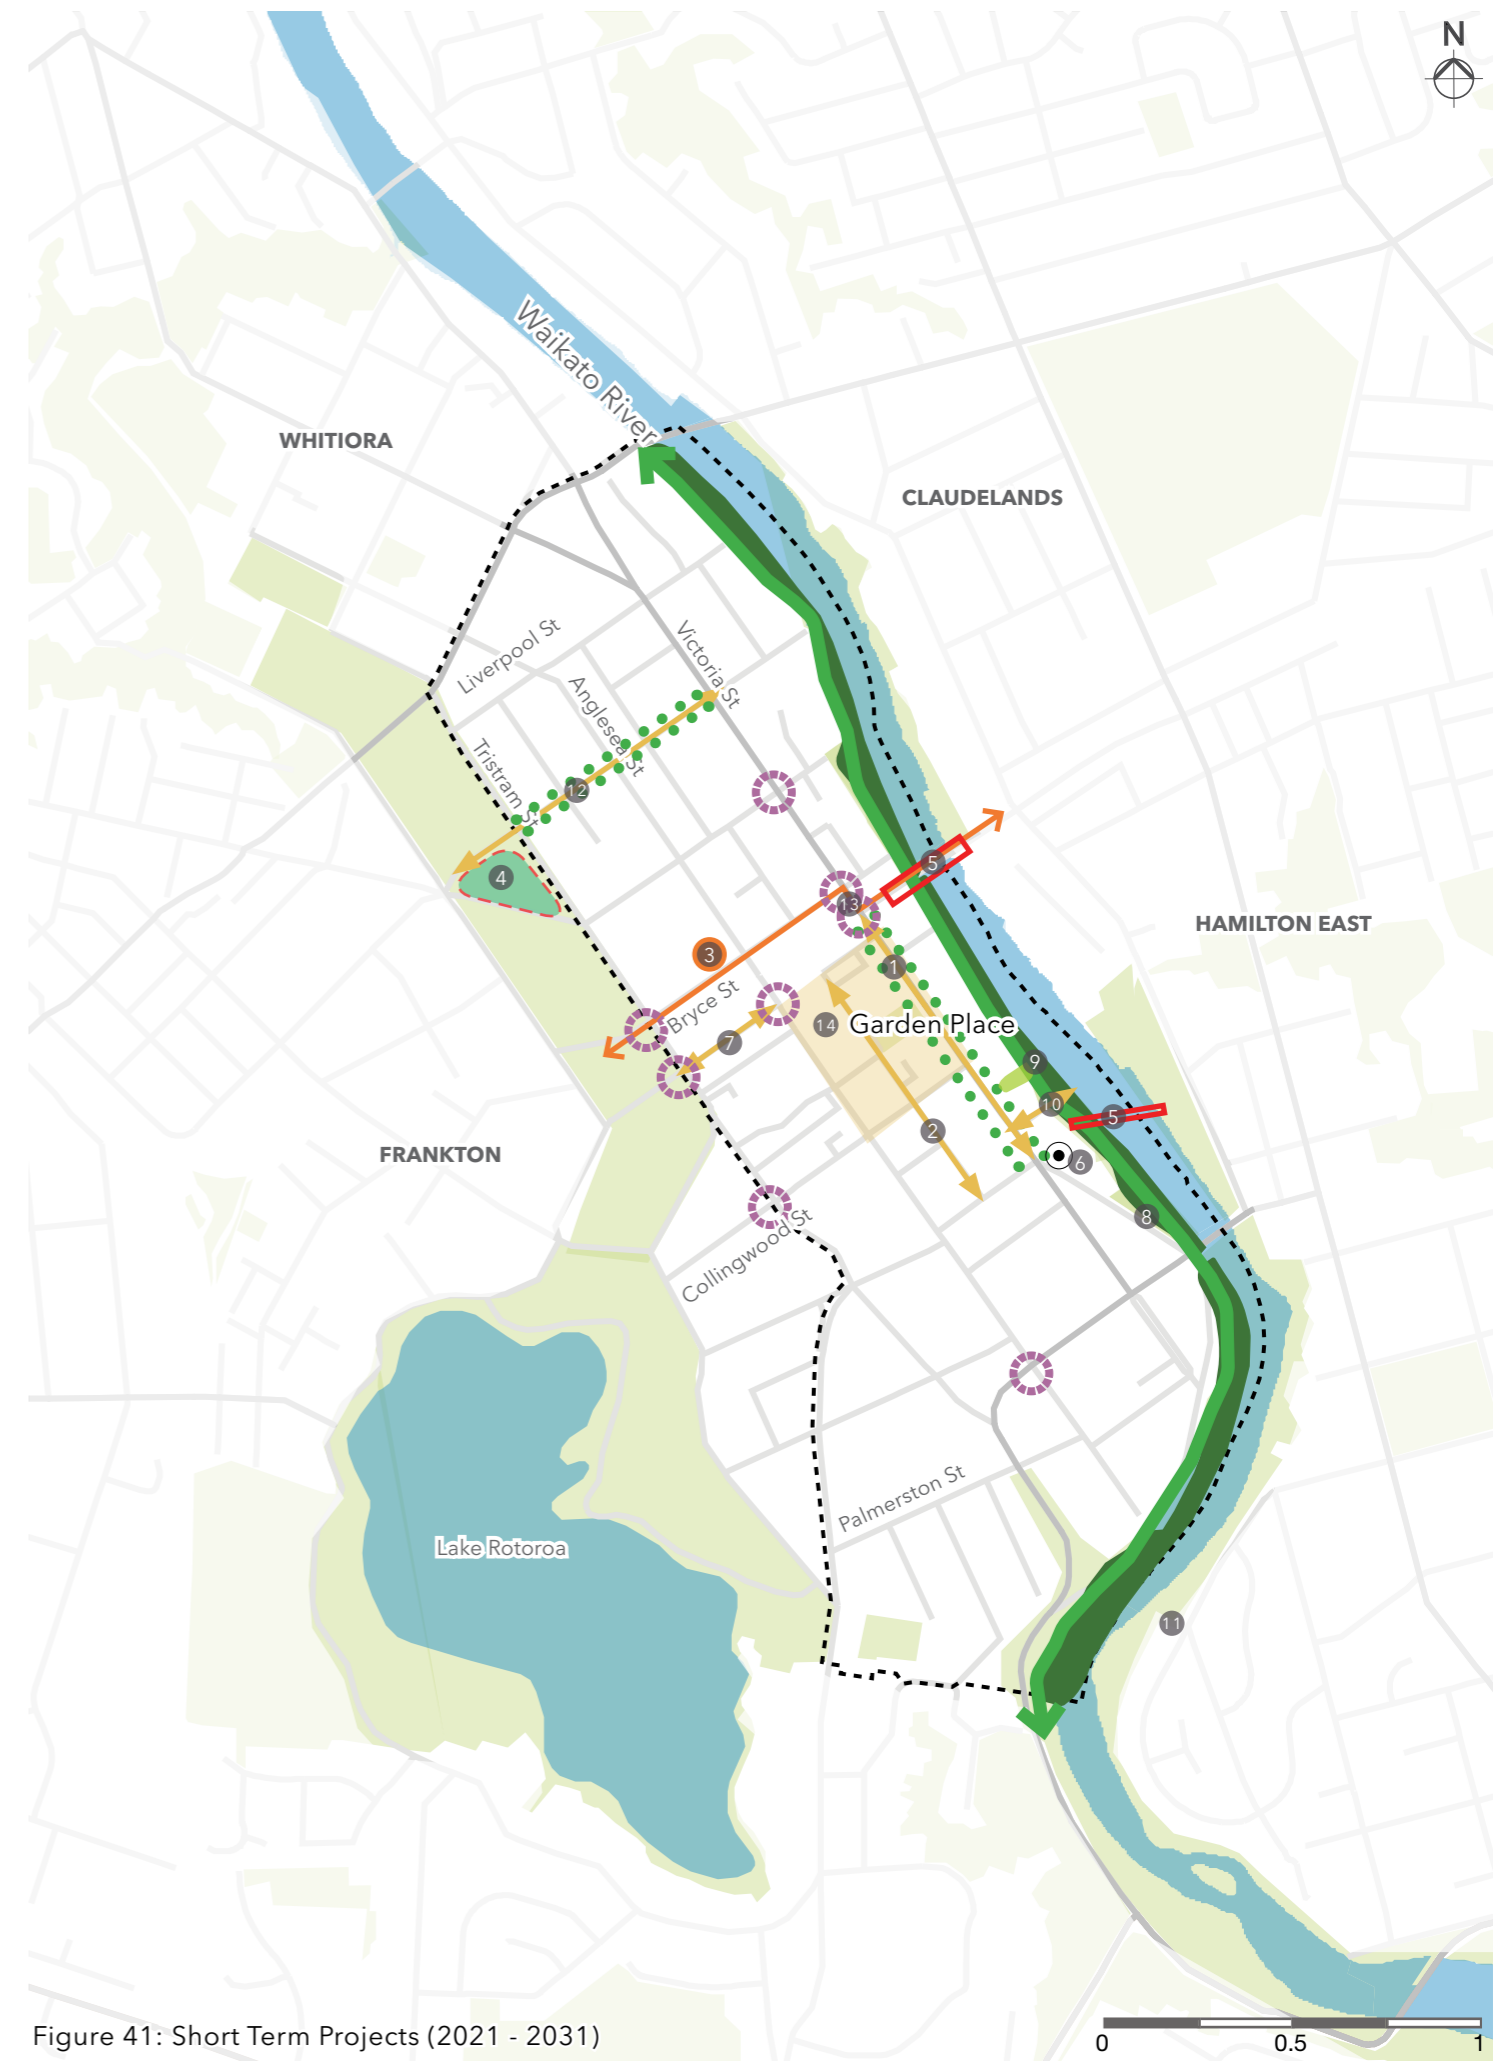 N
Waikato River
WHITIORA
CLAUDELANDS
Liverpool St
Victoria St
Anglesea St
Tristram St
12
4
5
13
HAMILTON EAST
3
1
Bryce St
14
Garden Place
7
9
10
5
2
6
FRANKTON
8
Collingwood St
Palmerston St
Lake Rotoroa
11
Figure 41: Short Term Projects (2021 - 2031)
0 0.5 1